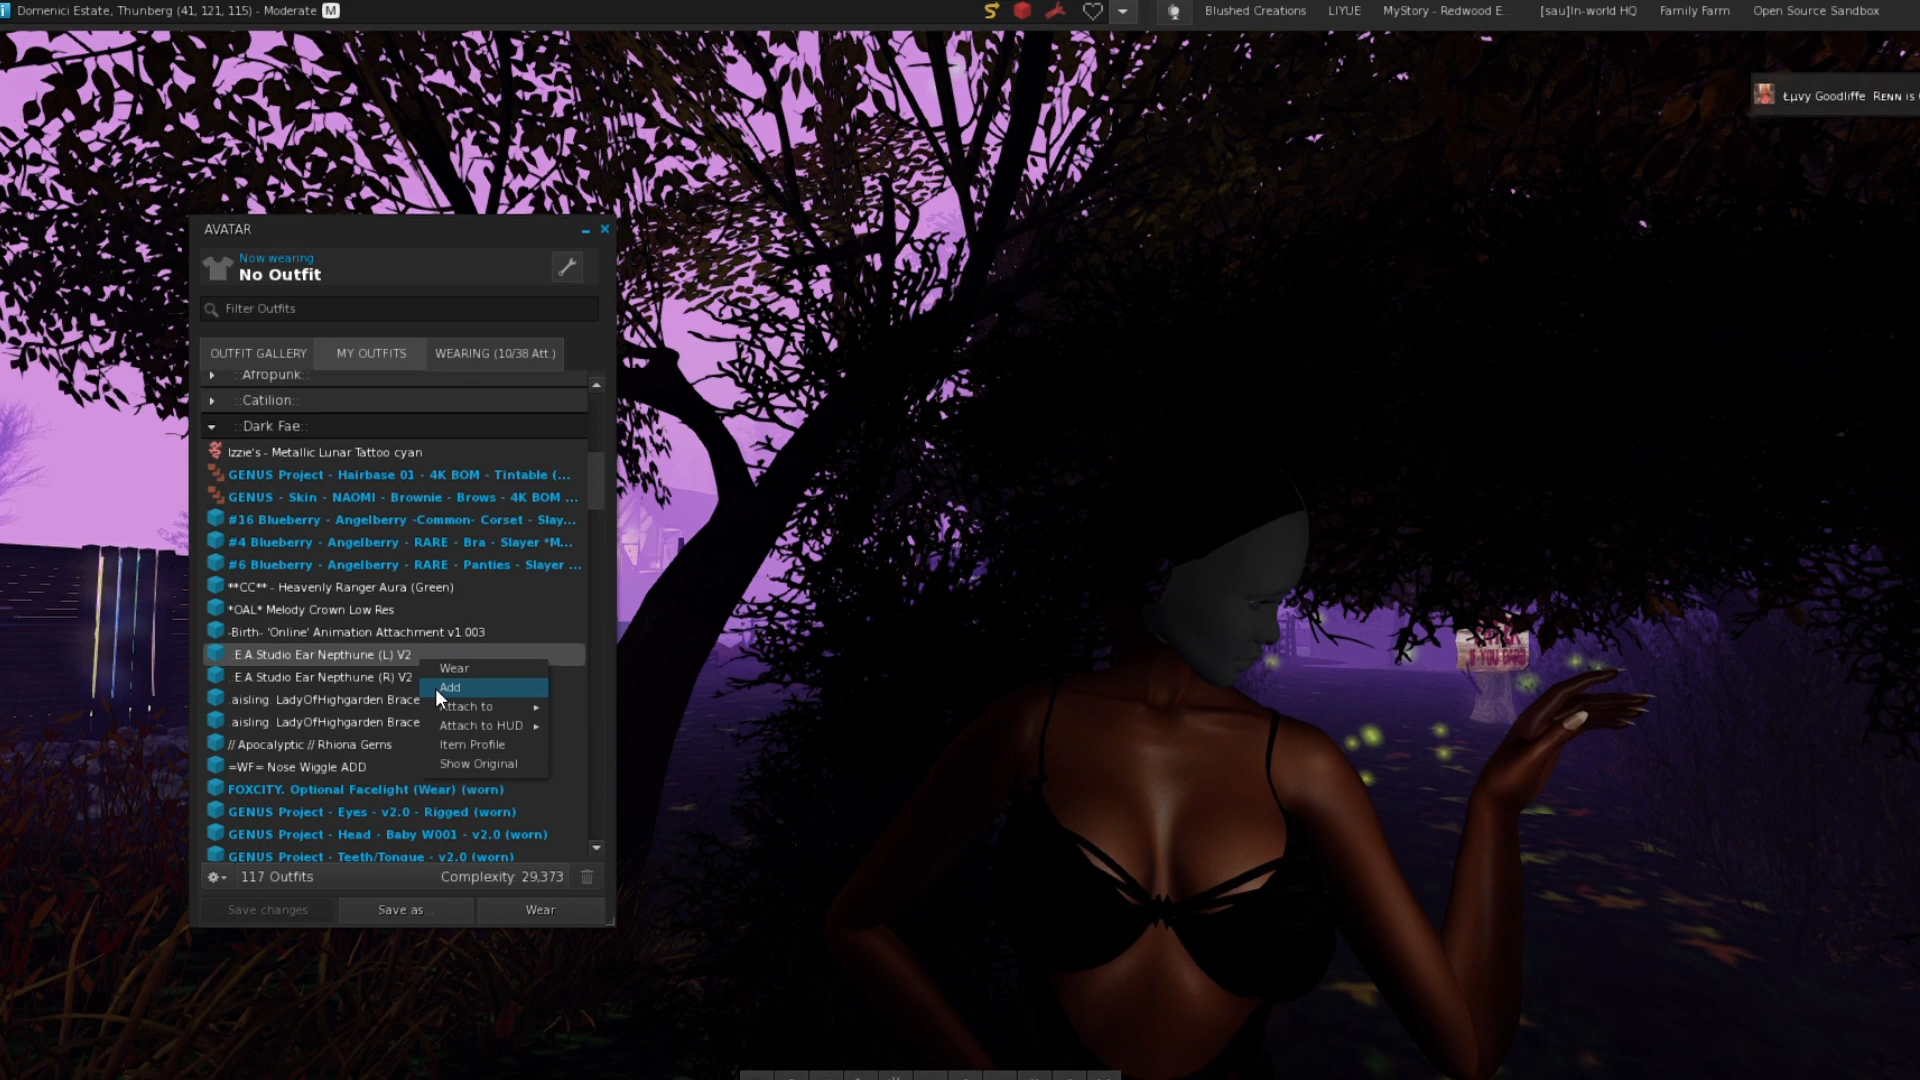 Domenici Estate, Thunberg (41, 121, 115) - Moderate M
Blushed Creations
LIYUE
MyStory - Redwood E...
[sau]In-world HQ
Family Farm
Open Source Sandbox
Łµvy Goodliffe Rᴇɴɴ is
AVATAR
Now wearing...
No Outfit
Filter Outfits
OUTFIT GALLERY
MY OUTFITS
WEARING (10/38 Att.)
::Afropunk::
::Catilion::
::Dark Fae::
Izzie's - Metallic Lunar Tattoo cyan
GENUS Project - Hairbase 01 - 4K BOM - Tintable (...
GENUS - Skin - NAOMI - Brownie - Brows - 4K BOM ...
#16 Blueberry - Angelberry -Common- Corset - Slay...
#4 Blueberry - Angelberry - RARE - Bra - Slayer *M...
#6 Blueberry - Angelberry - RARE - Panties - Slayer ...
**CC** - Heavenly Ranger Aura (Green)
*OAL* Melody Crown Low Res
-Birth- 'Online' Animation Attachment v1.003
.:E.A.Studio Ear Nepthune (L) V2
.:E.A.Studio Ear Nepthune (R) V2
.aisling. LadyOfHighgarden Brace
.aisling. LadyOfHighgarden Brace
// Apocalyptic // Rhiona Gems
=WF= Nose Wiggle ADD
FOXCITY. Optional Facelight (Wear) (worn)
GENUS Project - Eyes - v2.0 - Rigged (worn)
GENUS Project - Head - Baby W001 - v2.0 (worn)
GENUS Project - Teeth/Tongue - v2.0 (worn)
Wear
Add
Attach to
Attach to HUD
Item Profile
Show Original
117 Outfits
Complexity: 29,373
Save changes
Save as...
Wear
IF YOU DARE